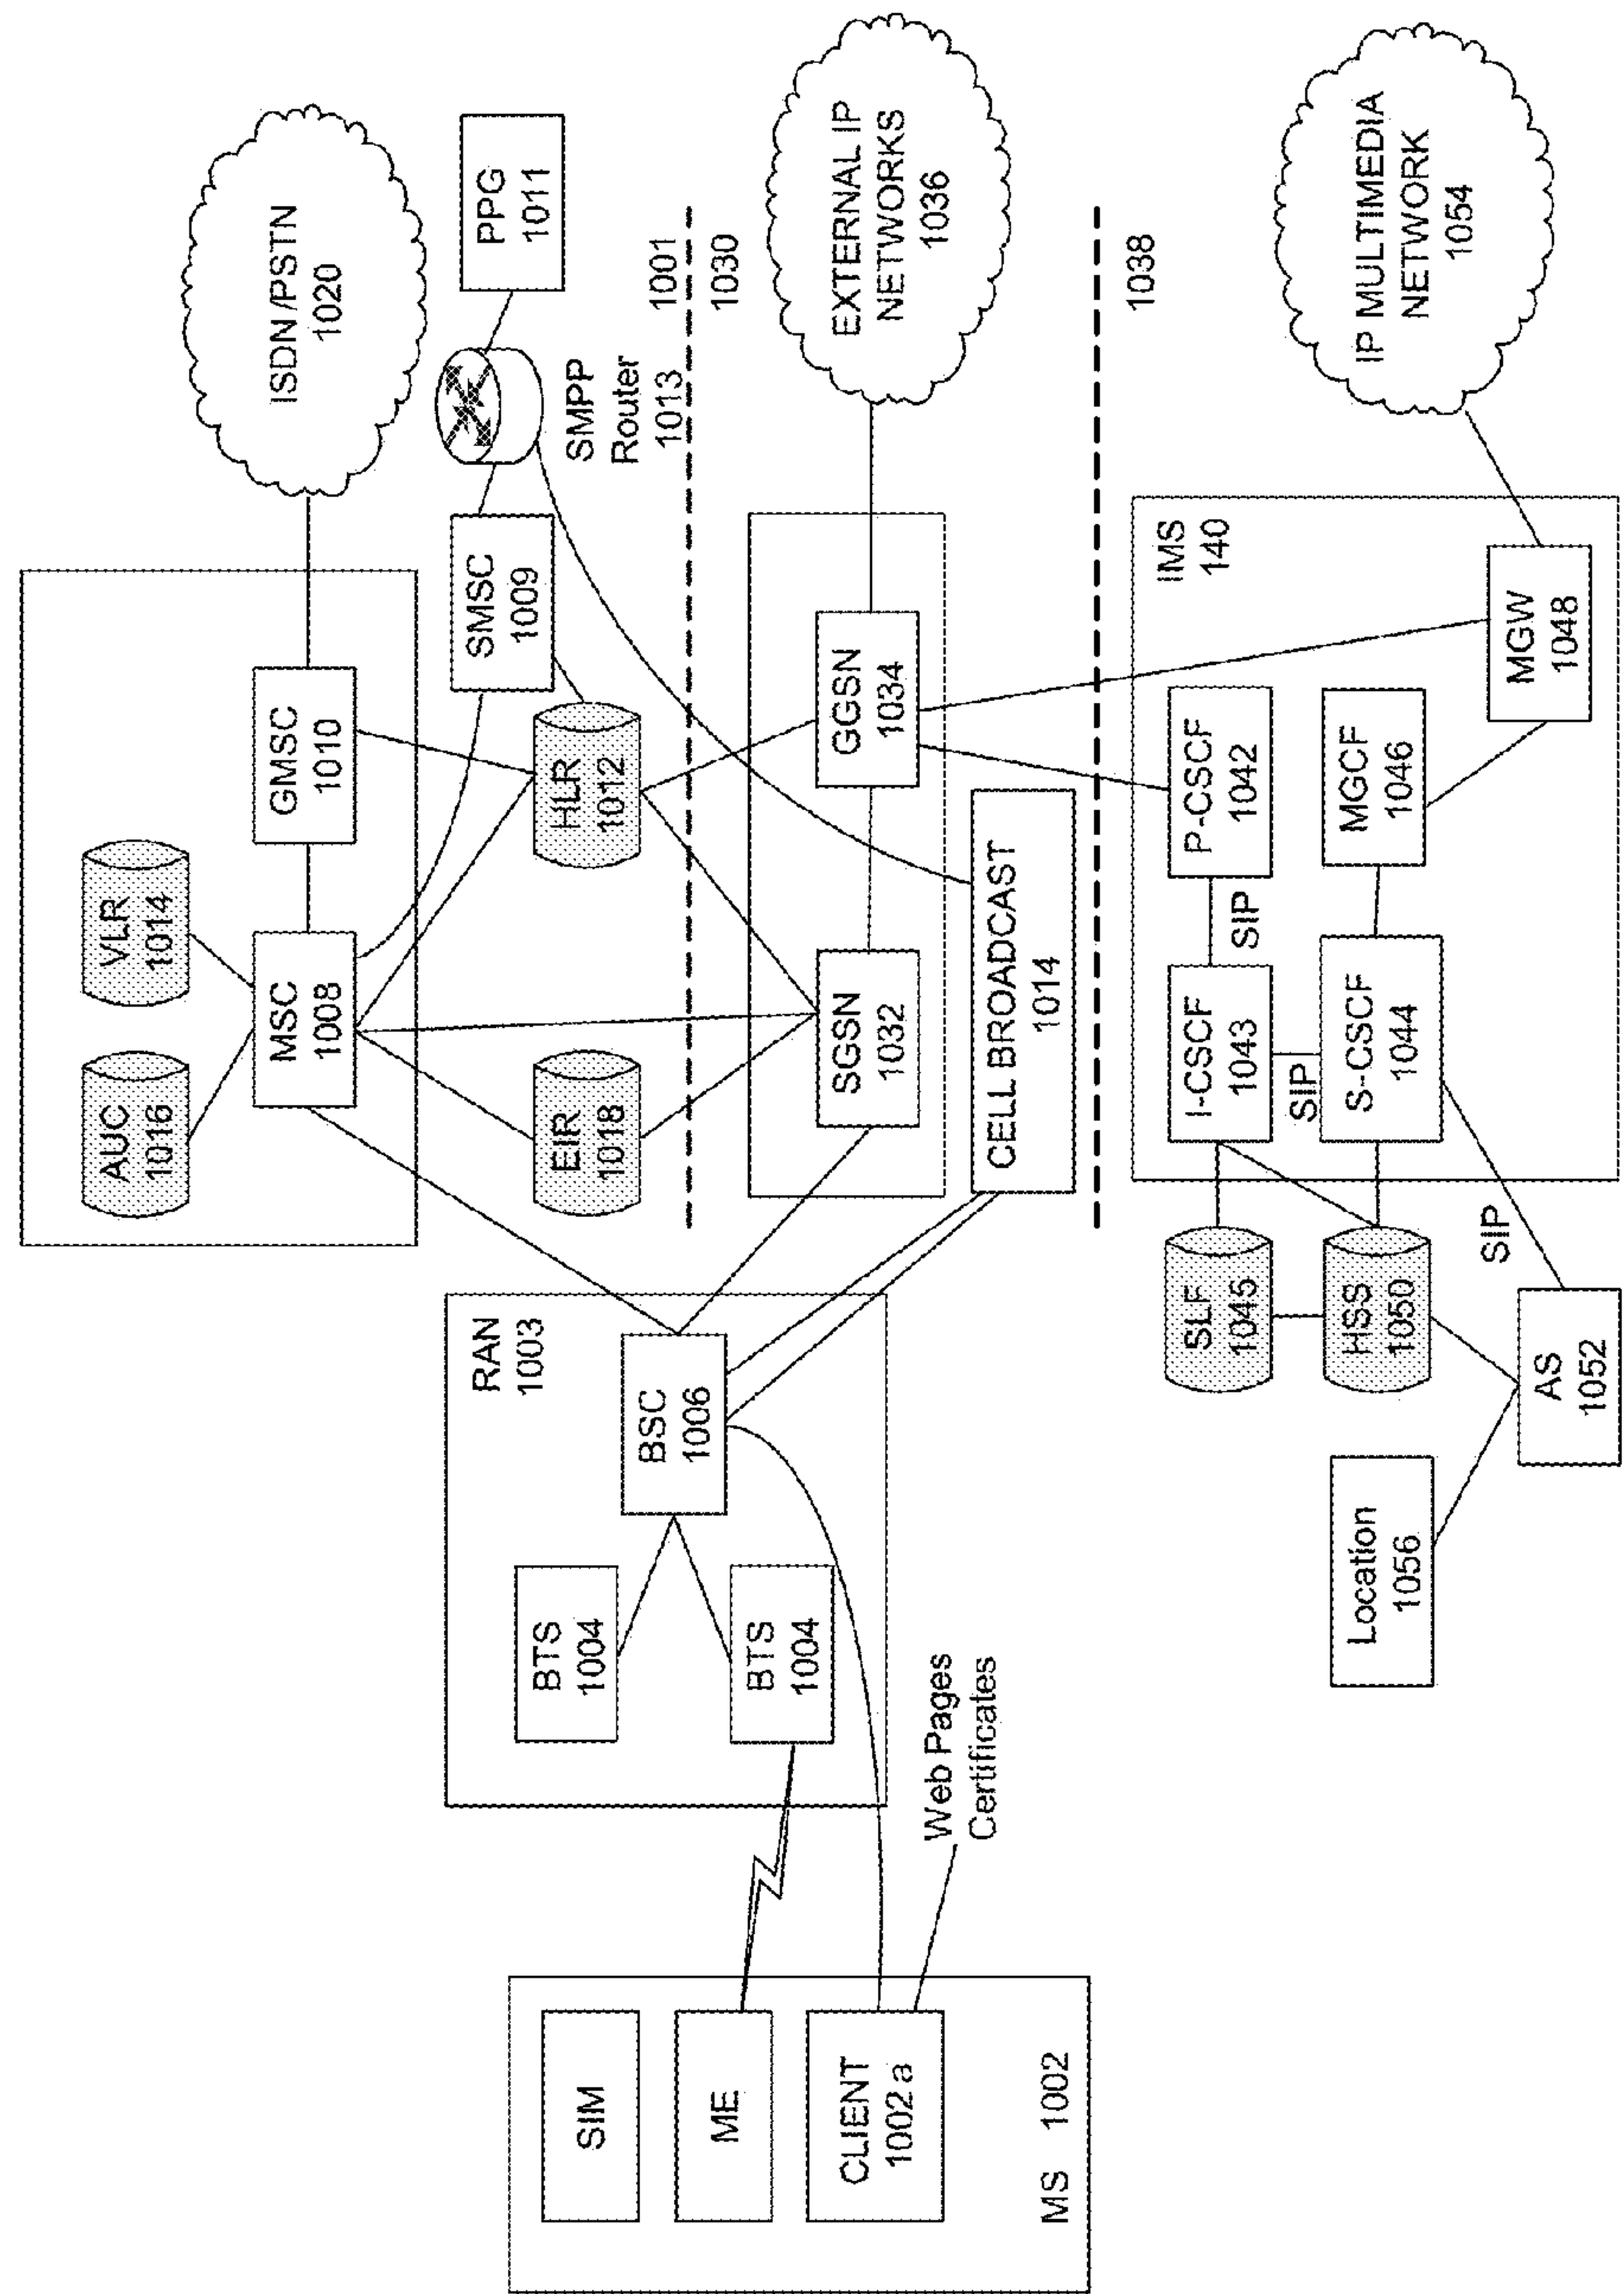 AUC
1016
VLR
1014
MSC
1008
GMSC
1010
ISDN/PSTN
1020
SMSC
1009
PPG
1011
SMPP
Router
1013
EIR
1018
HLR
1012
1001
1030
RAN
1003
BTS
1004
BTS
1004
BSC
1006
SIM
ME
CLIENT
1002a
MS 1002
Web Pages
Certificates
SGSN
1032
GGSN
1034
EXTERNAL IP
NETWORKS
1036
CELL BROADCAST
1014
1038
IMS
140
SLF
1045
I-CSCF
1043
SIP
P-CSCF
1042
SIP
HSS
1050
S-CSCF
1044
MGCF
1046
MGW
1048
IP MULTIMEDIA
NETWORK
1054
SIP
Location
1056
AS
1052